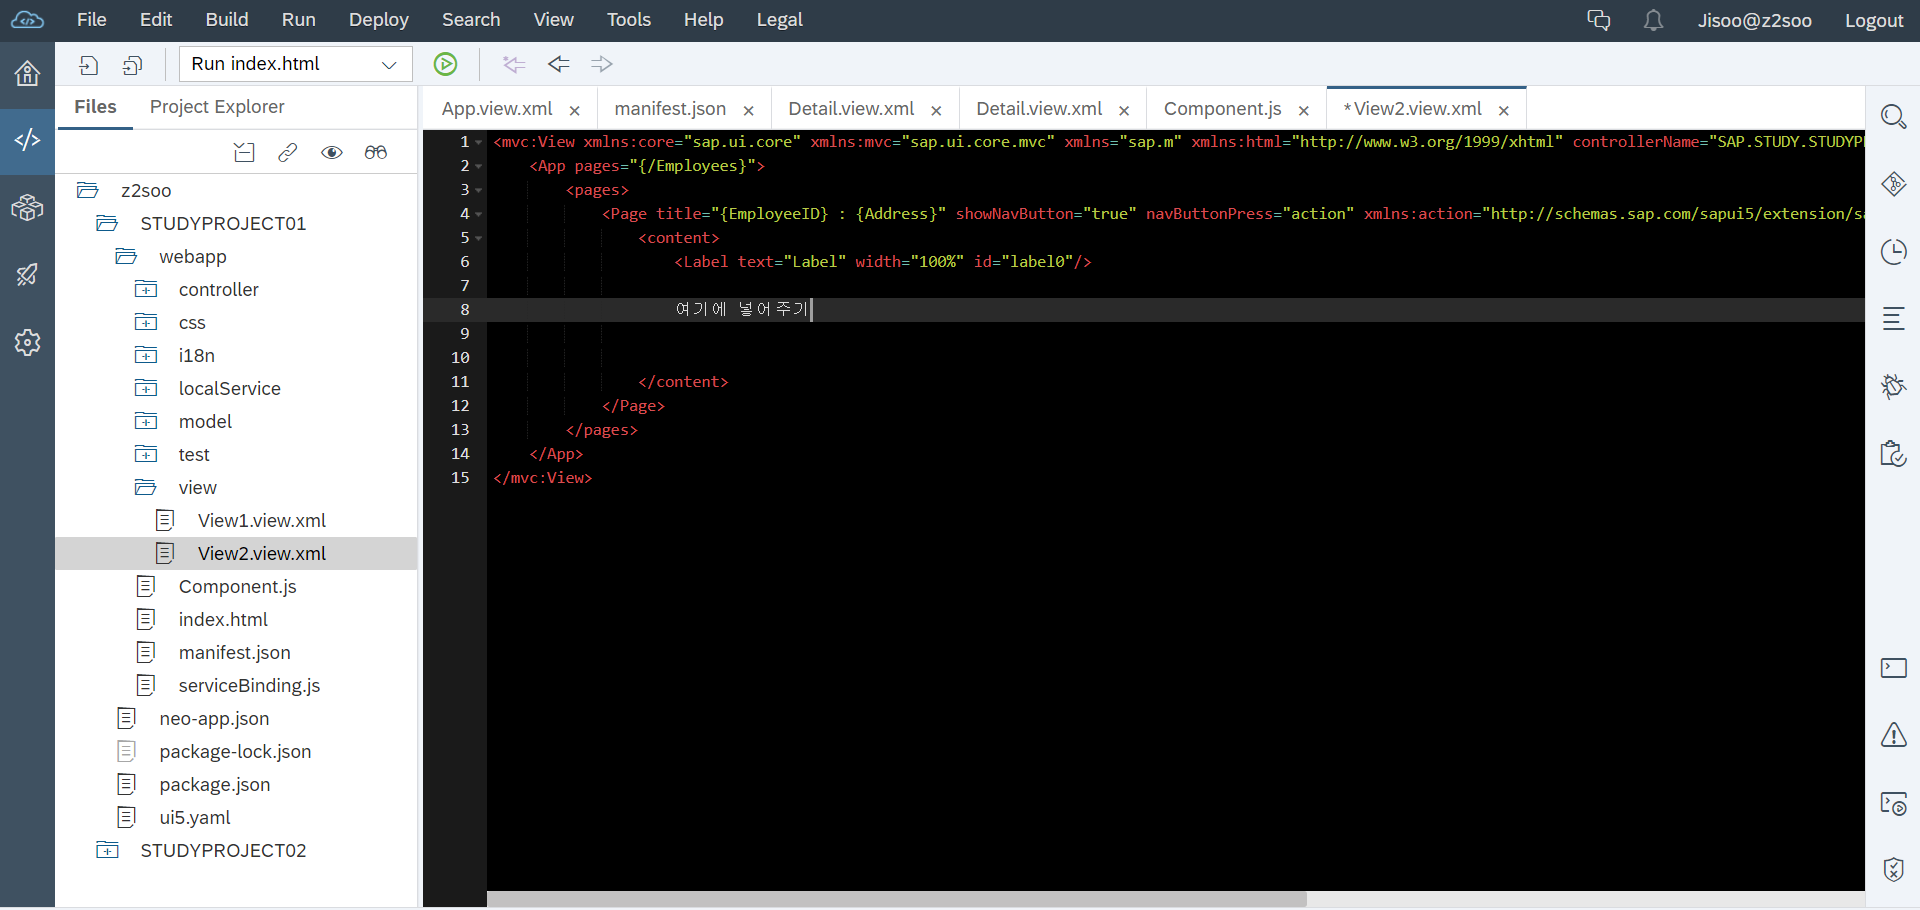 File Edit Build Run Deploy Search View Tools Help Legal Jisoo@z2soo Logout
Run index.html
Files Project Explorer
z2soo
STUDYPROJECT01
webapp
controller
css
i18n
localService
model
test
view
View1.view.xml
View2.view.xml
Component.js
index.html
manifest.json
serviceBinding.js
neo-app.json
package-lock.json
package.json
ui5.yaml
STUDYPROJECT02
App.view.xml × manifest.json × Detail.view.xml × Detail.view.xml × Component.js × *View2.view.xml ×
1 <mvc:View xmlns:core="sap.ui.core" xmlns:mvc="sap.ui.core.mvc" xmlns="sap.m" xmlns:html="http://www.w3.org/1999/xhtml" controllerName="SAP.STUDY.STUDYP
2 <App pages="{/Employees}">
3 <pages>
4 <Page title="{EmployeeID} : {Address}" showNavButton="true" navButtonPress="action" xmlns:action="http://schemas.sap.com/sapui5/extension/sa
5 <content>
6 <Label text="Label" width="100%" id="label0"/>
7
8 여기에 넣어주기
9
10
11 </content>
12 </Page>
13 </pages>
14 </App>
15 </mvc:View>